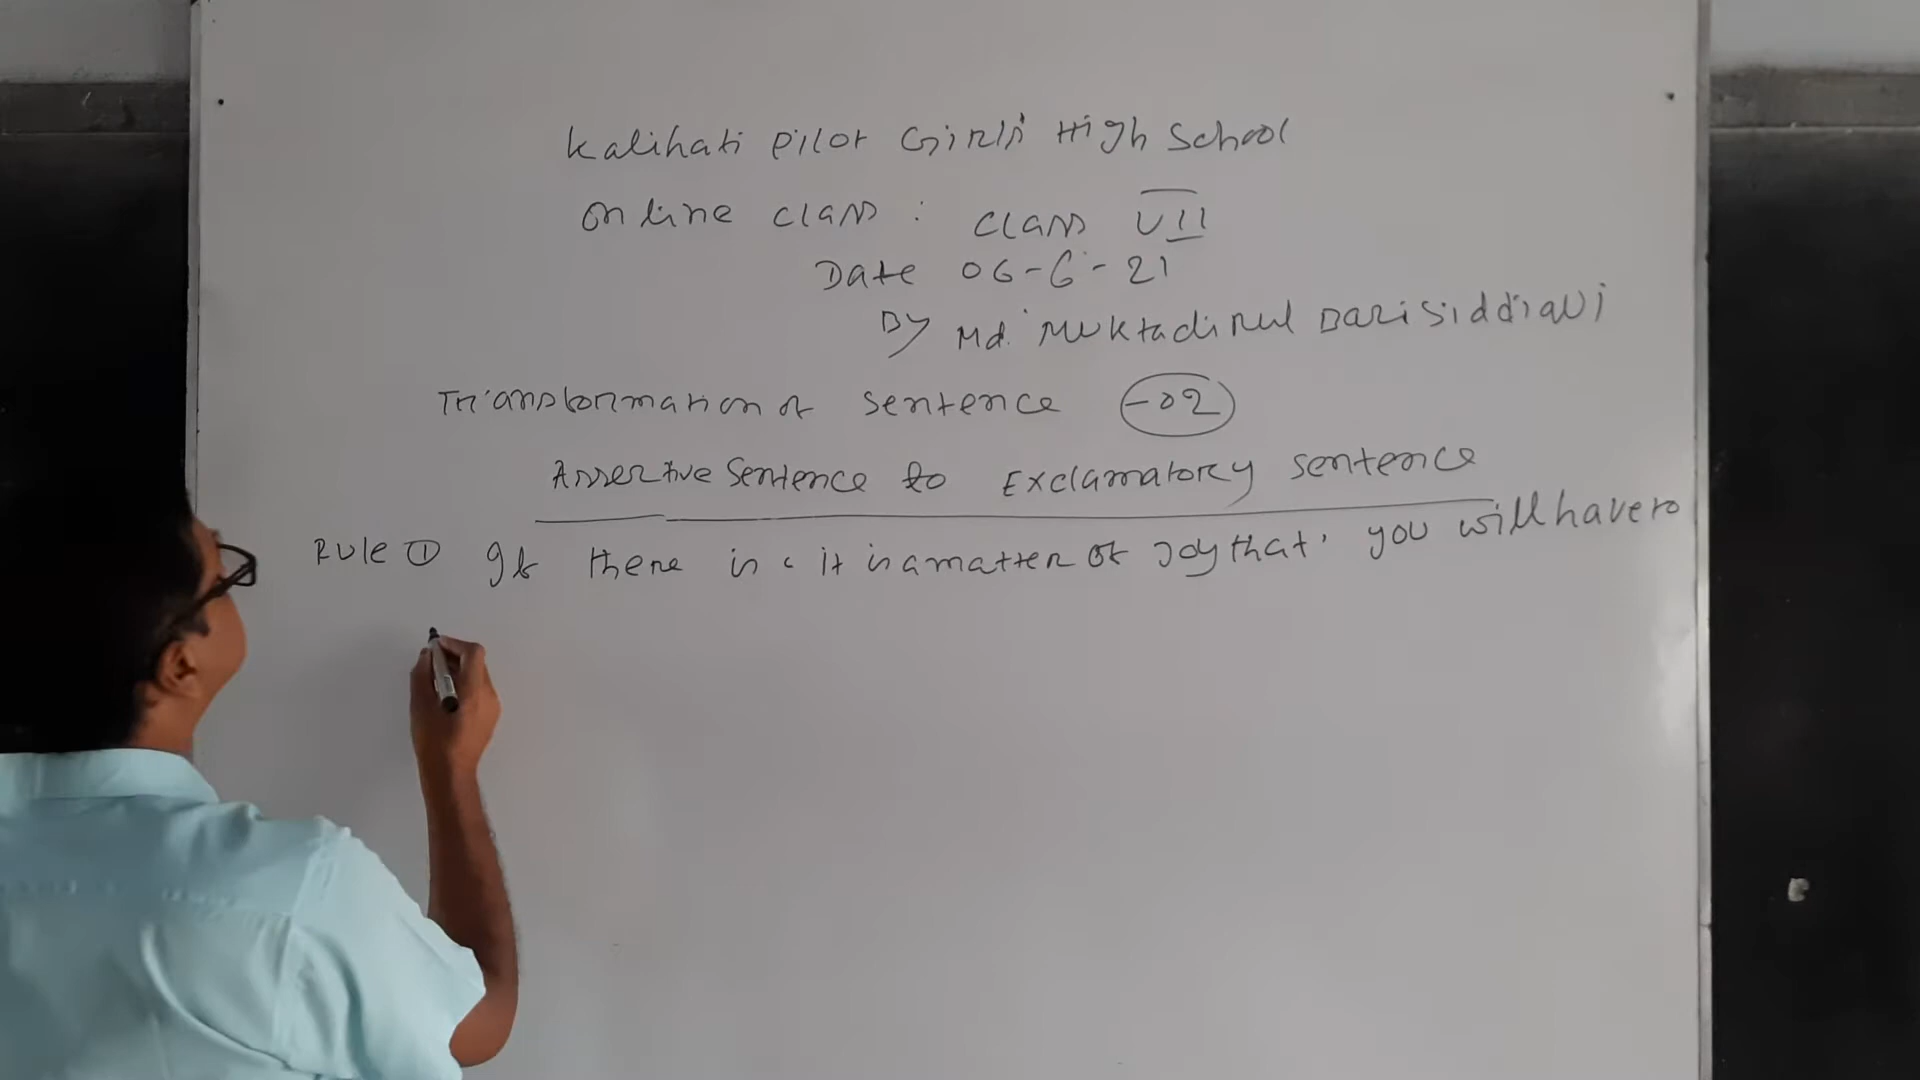 Kalihati Pilot Girls' High School
Online class : Class VII
Date 06-6-21
By Md. Muktadirul Bari Siddiqui
Transformation of Sentence -02
Assertive Sentence to Exclamatory Sentence
Rule ① If there is ' it is a matter of Joy that' you will have to